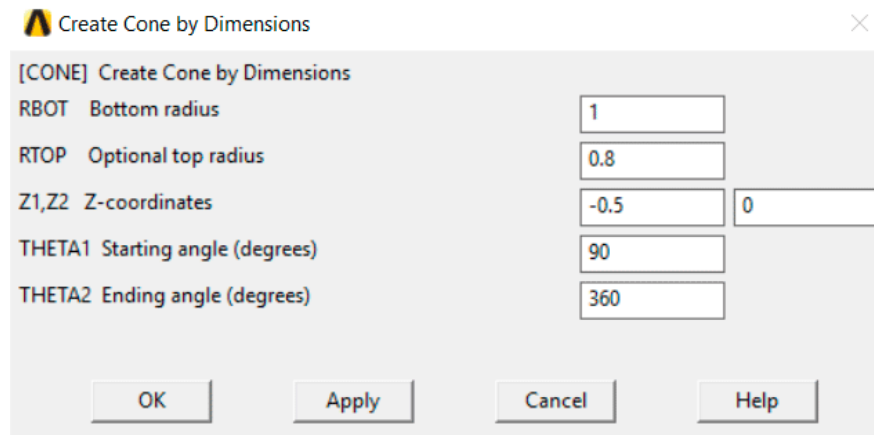 Create Cone by Dimensions
[CONE] Create Cone by Dimensions
RBOT Bottom radius 1
RTOP Optional top radius 0.8
Z1,Z2 Z-coordinates -0.5 0
THETA1 Starting angle (degrees) 90
THETA2 Ending angle (degrees) 360
OK Apply Cancel Help